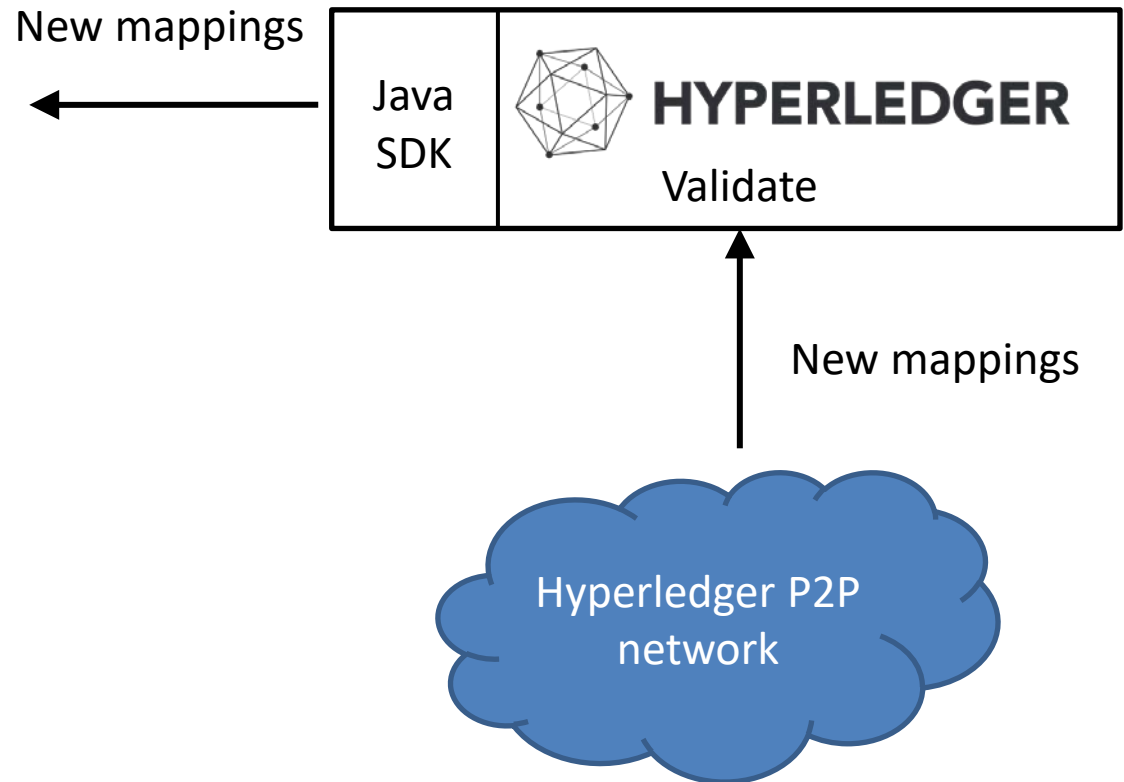 New mappings
Java
SDK
HYPERLEDGER
Validate
New mappings
Hyperledger P2P
network